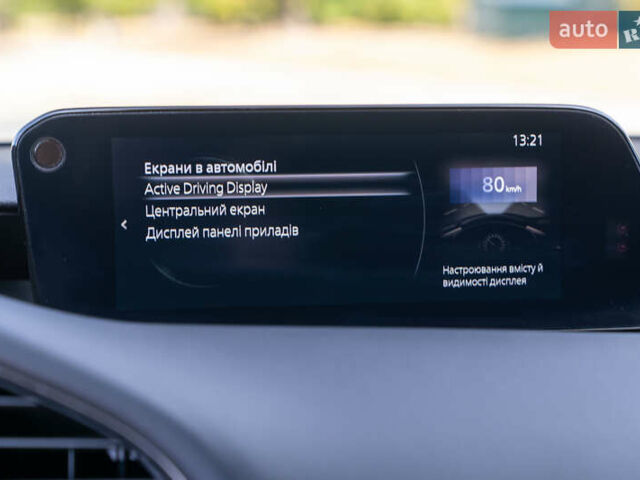 auto
R
13:21
Екрани в автомобілі
Active Driving Display
Центральний екран
Дисплей панелі приладів
80 km/h
Настроювання вмісту й
видимості дисплея